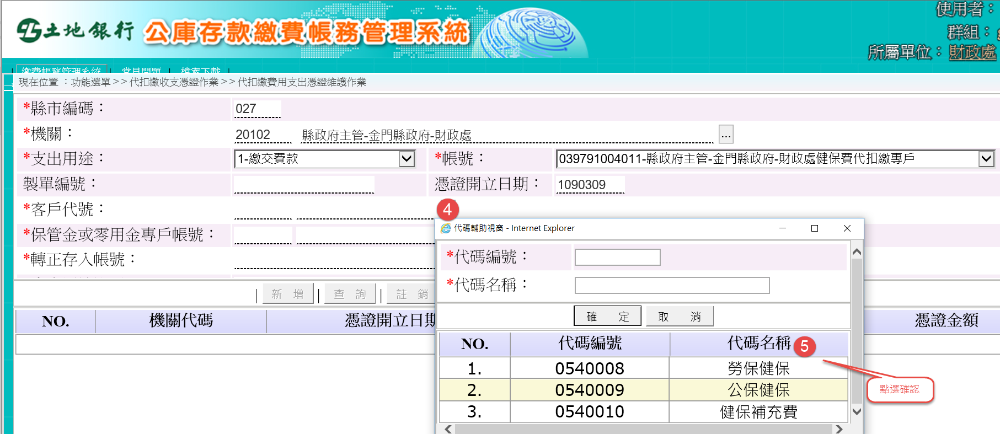 使用者：
土地銀行 公庫存款繳費帳務管理系統
群組：
所屬單位： 財政處
| 繳費帳務管理系統 | 常見問題 | 檔案下載 |
現在位置 ：功能選單>>代扣繳收支憑證作業>>代扣繳費用支出憑證維護作業
*縣市編碼： 027
*機關： 20102 縣政府主管-金門縣政府-財政處 ...
*支出用途： 1-繳交費款 *帳號： 039791004011-縣政府主管-金門縣政府-財政處健保費代扣繳專戶
製單編號： 憑證開立日期： 1090309
*客戶代號：
*保管金或零用金專戶帳號：
*轉正存入帳號：
| 新 增 | 查 詢 | 註 銷
NO. 機關代碼 憑證開立日期 憑證金額
4
代碼輔助視窗 - Internet Explorer
*代碼編號：
*代碼名稱：
確 定 取 消
NO. 代碼編號 代碼名稱 5
1. 0540008 勞保健保
2. 0540009 公保健保
3. 0540010 健保補充費
點選確認